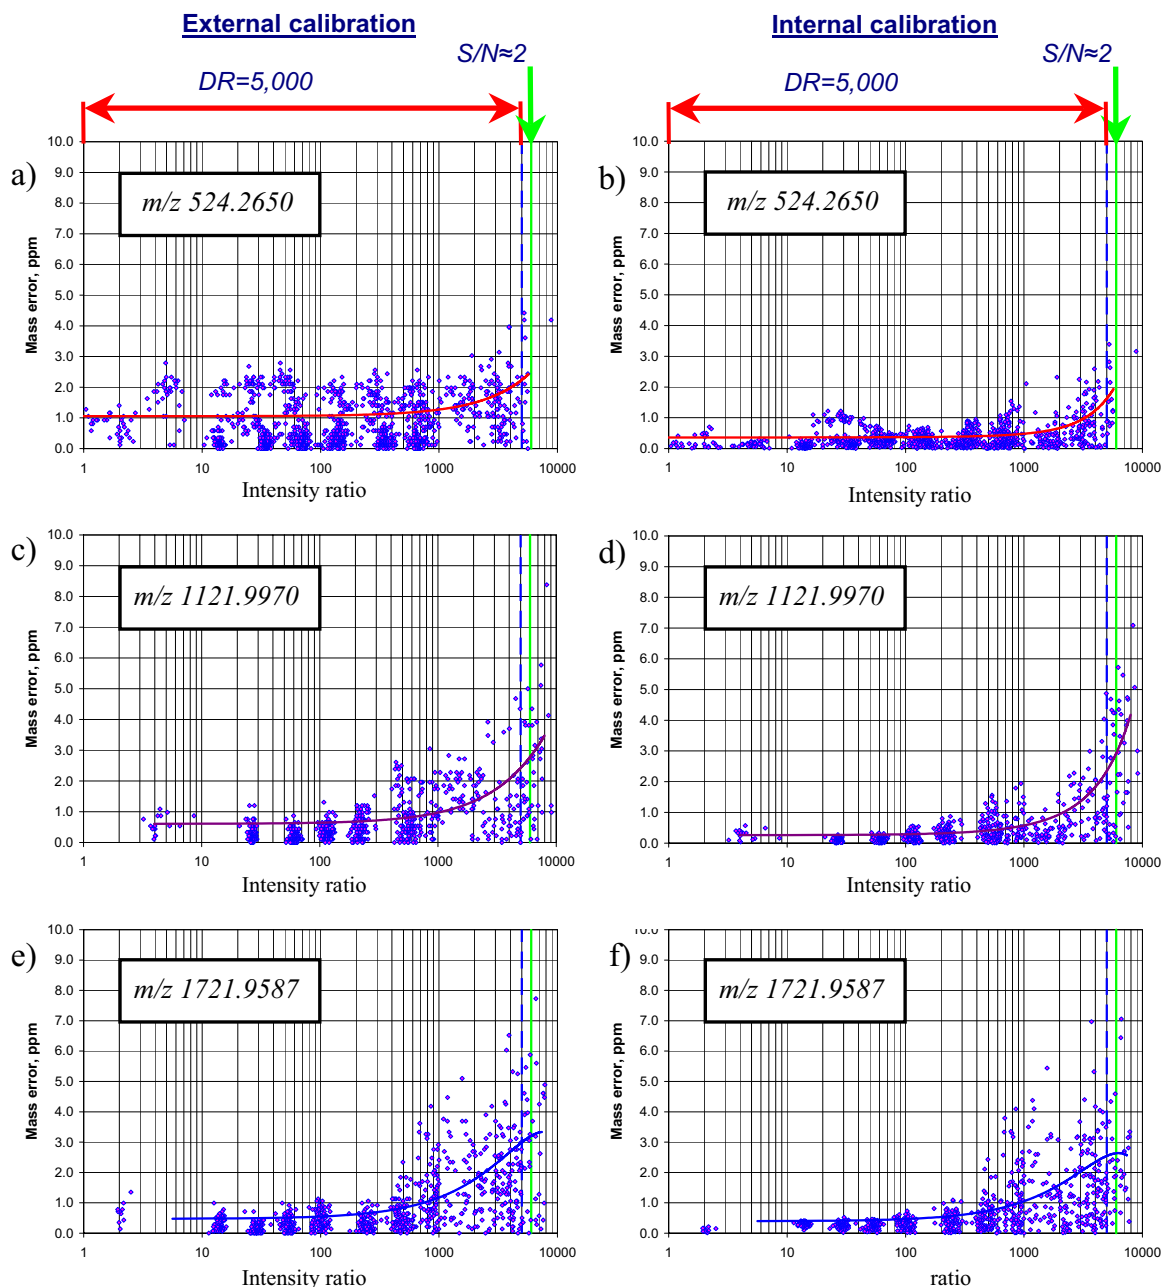 External calibration
Internal calibration
S/N≈2
S/N≈2
DR=5,000
DR=5,000
a)
Mass error, ppm
10.0
9.0
8.0
7.0
6.0
5.0
4.0
3.0
2.0
1.0
0.0
m/z 524.2650
1 10 100 1000 10000
Intensity ratio
b)
Mass error, ppm
10.0
9.0
8.0
7.0
6.0
5.0
4.0
3.0
2.0
1.0
0.0
m/z 524.2650
1 10 100 1000 10000
Intensity ratio
c)
Mass error, ppm
10.0
9.0
8.0
7.0
6.0
5.0
4.0
3.0
2.0
1.0
0.0
m/z 1121.9970
1 10 100 1000 10000
Intensity ratio
d)
Mass error, ppm
10.0
9.0
8.0
7.0
6.0
5.0
4.0
3.0
2.0
1.0
0.0
m/z 1121.9970
1 10 100 1000 10000
Intensity ratio
e)
Mass error, ppm
10.0
9.0
8.0
7.0
6.0
5.0
4.0
3.0
2.0
1.0
0.0
m/z 1721.9587
1 10 100 1000 10000
Intensity ratio
f)
Mass error, ppm
10.0
9.0
8.0
7.0
6.0
5.0
4.0
3.0
2.0
1.0
0.0
m/z 1721.9587
1 10 100 1000 10000
ratio